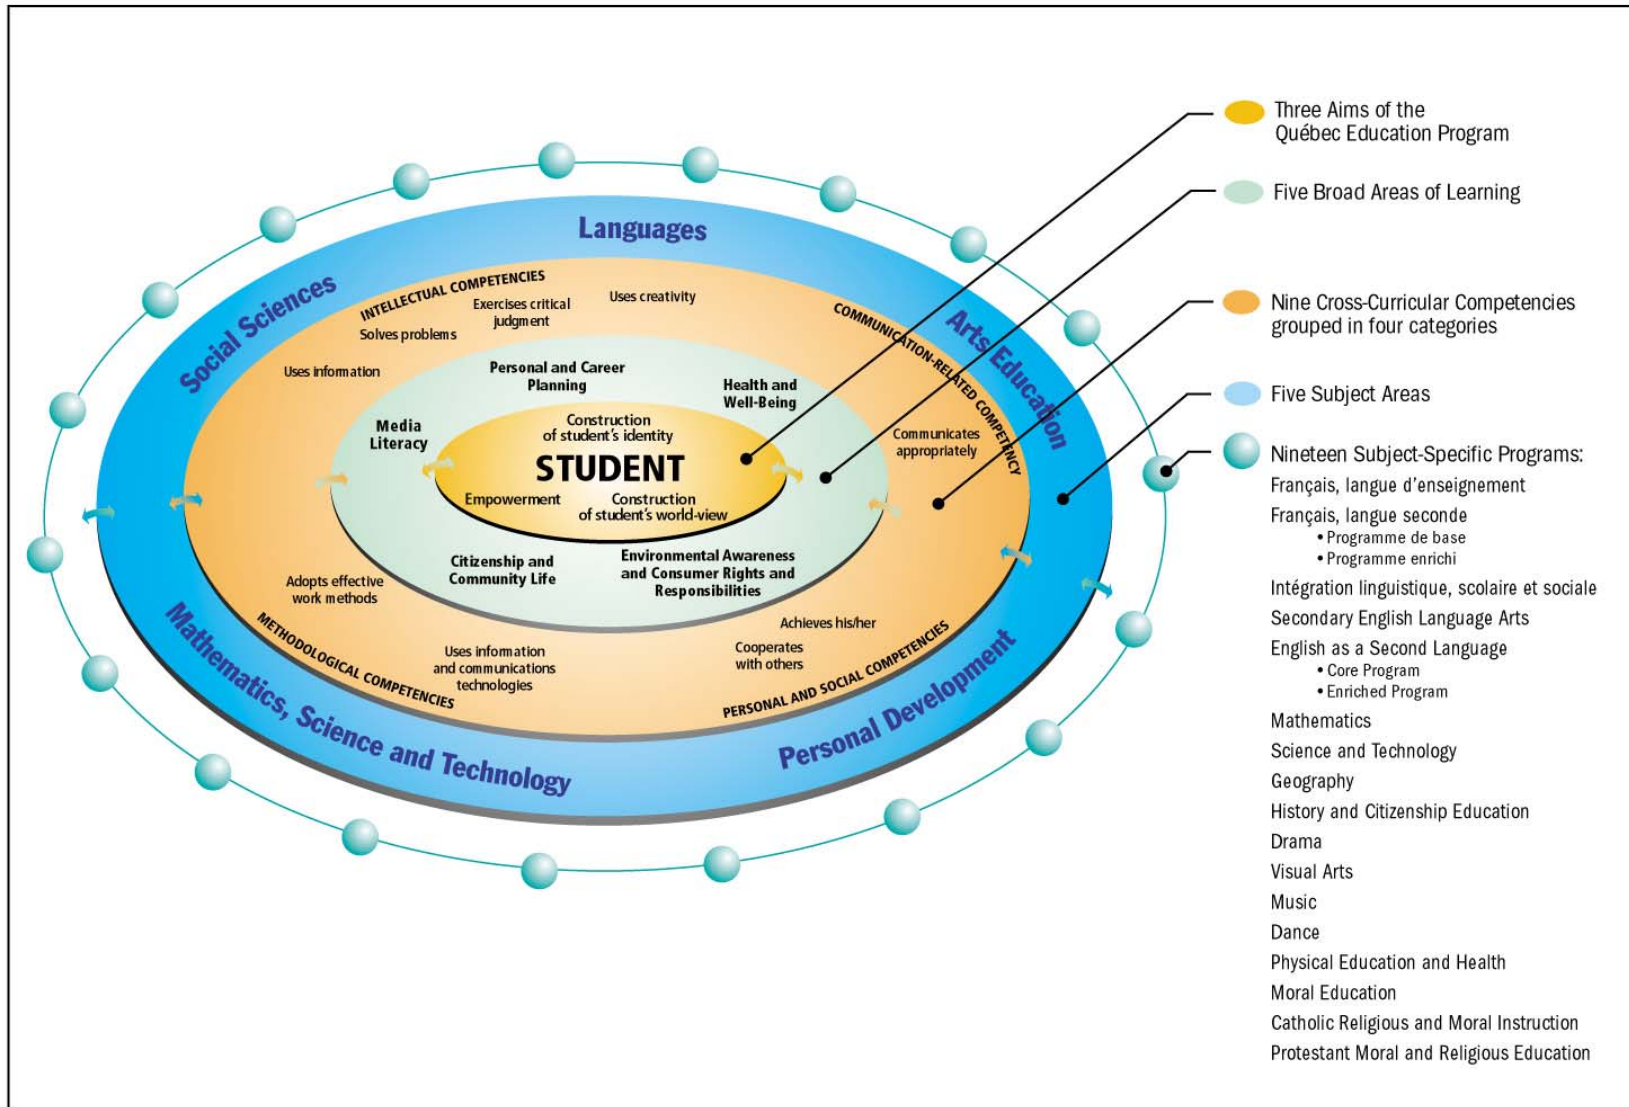 Three Aims of the
Québec Education Program
Five Broad Areas of Learning
Nine Cross-Curricular Competencies
grouped in four categories
Five Subject Areas
Nineteen Subject-Specific Programs:
Français, langue d'enseignement
Français, langue seconde
• Programme de base
• Programme enrichi
Intégration linguistique, scolaire et sociale
Secondary English Language Arts
English as a Second Language
• Core Program
• Enriched Program
Mathematics
Science and Technology
Geography
History and Citizenship Education
Drama
Visual Arts
Music
Dance
Physical Education and Health
Moral Education
Catholic Religious and Moral Instruction
Protestant Moral and Religious Education
Languages
Social Sciences
Arts Education
Mathematics, Science and Technology
Personal Development
INTELLECTUAL COMPETENCIES
Uses information
Solves problems
Exercises critical
judgment
Uses creativity
COMMUNICATION-RELATED COMPETENCY
Communicates
appropriately
METHODOLOGICAL COMPETENCIES
Adopts effective
work methods
Uses information
and communications
technologies
PERSONAL AND SOCIAL COMPETENCIES
Achieves his/her
Cooperates
with others
Personal and Career
Planning
Health and
Well-Being
Media
Literacy
Citizenship and
Community Life
Environmental Awareness
and Consumer Rights and
Responsibilities
Construction
of student's identity
STUDENT
Empowerment
Construction
of student's world-view